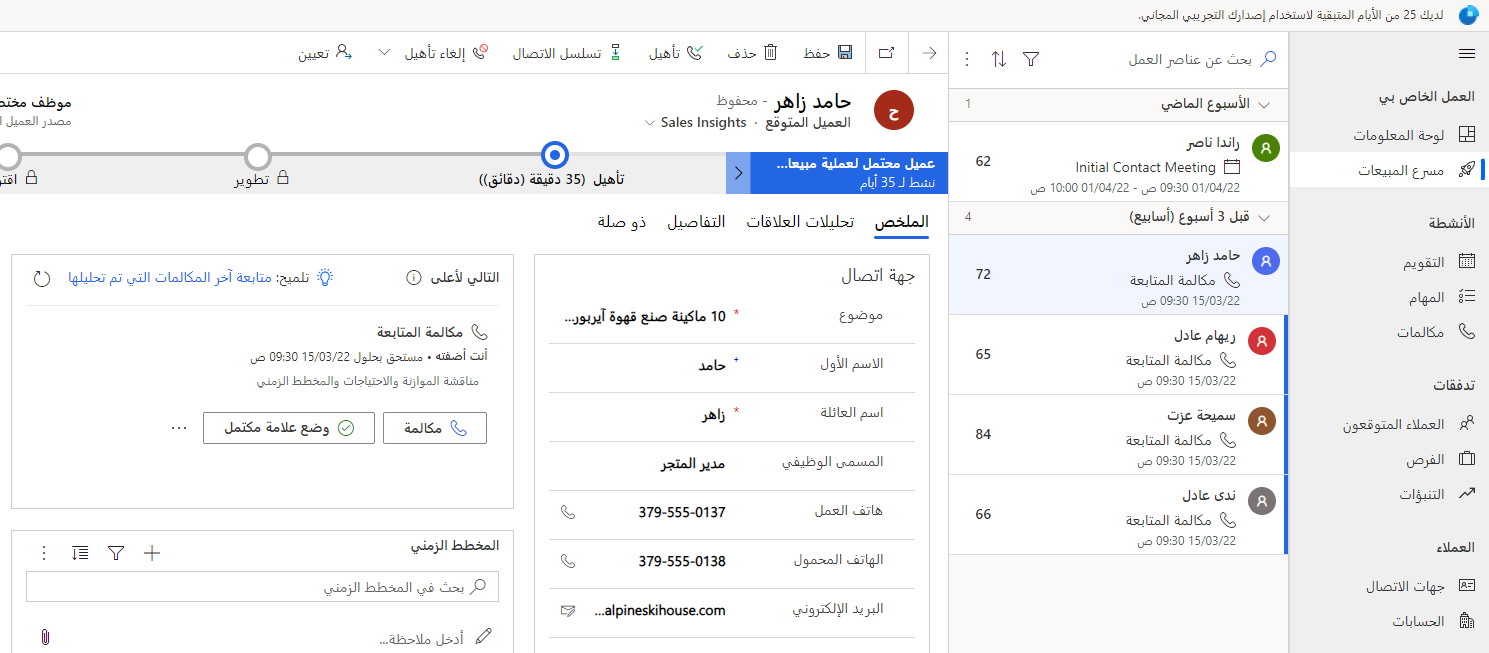 لديك 25 من الأيام المتبقية لاستخدام إصدارك التجريبي المجاني.
العمل الخاص بي
لوحة المعلومات
مسرع المبيعات
الأنشطة
التقويم
المهام
مكالمات
تدفقات
العملاء المتوقعون
الفرص
التنبؤات
العملاء
جهات الاتصال
الحسابات
بحث عن عناصر العمل
الأسبوع الماضي 1
راندا ناصر
Initial Contact Meeting
01/04/22 09:30 ص - 01/04/22 10:00 ص
62
قبل 3 أسبوع (أسابيع) 4
حامد زاهر
مكالمة المتابعة
15/03/22 09:30 ص
72
ريهام عادل
مكالمة المتابعة
15/03/22 09:30 ص
65
سميحة عزت
مكالمة المتابعة
15/03/22 09:30 ص
84
ندى عادل
مكالمة المتابعة
15/03/22 09:30 ص
66
حفظ حذف تأهيل تسلسل الاتصال إلغاء تأهيل تعيين
ح
حامد زاهر - محفوظ
العميل المتوقع · Sales Insights
موظف مختم
مصدر العميل ا
عميل محتمل لعملية مبيعا...
نشط لـ 35 أيام
تأهيل (35 دقيقة (دقائق))
تطوير
اقتر
الملخص تحليلات العلاقات التفاصيل ذو صلة
جهة اتصال
موضوع * 10 ماكينة صنع قهوة آيربور...
الاسم الأول + حامد
اسم العائلة * زاهر
المسمى الوظيفي مدير المتجر
هاتف العمل 379-555-0137
الهاتف المحمول 379-555-0138
البريد الإلكتروني alpineskihouse.com...
التالي لأعلى
تلميح: متابعة آخر المكالمات التي تم تحليلها
مكالمة المتابعة
أنت أضفته • مستحق بحلول 15/03/22 09:30 ص
مناقشة الموازنة والاحتياجات والمخطط الزمني
مكالمة
وضع علامة مكتمل
المخطط الزمني
بحث في المخطط الزمني
أدخل ملاحظة...